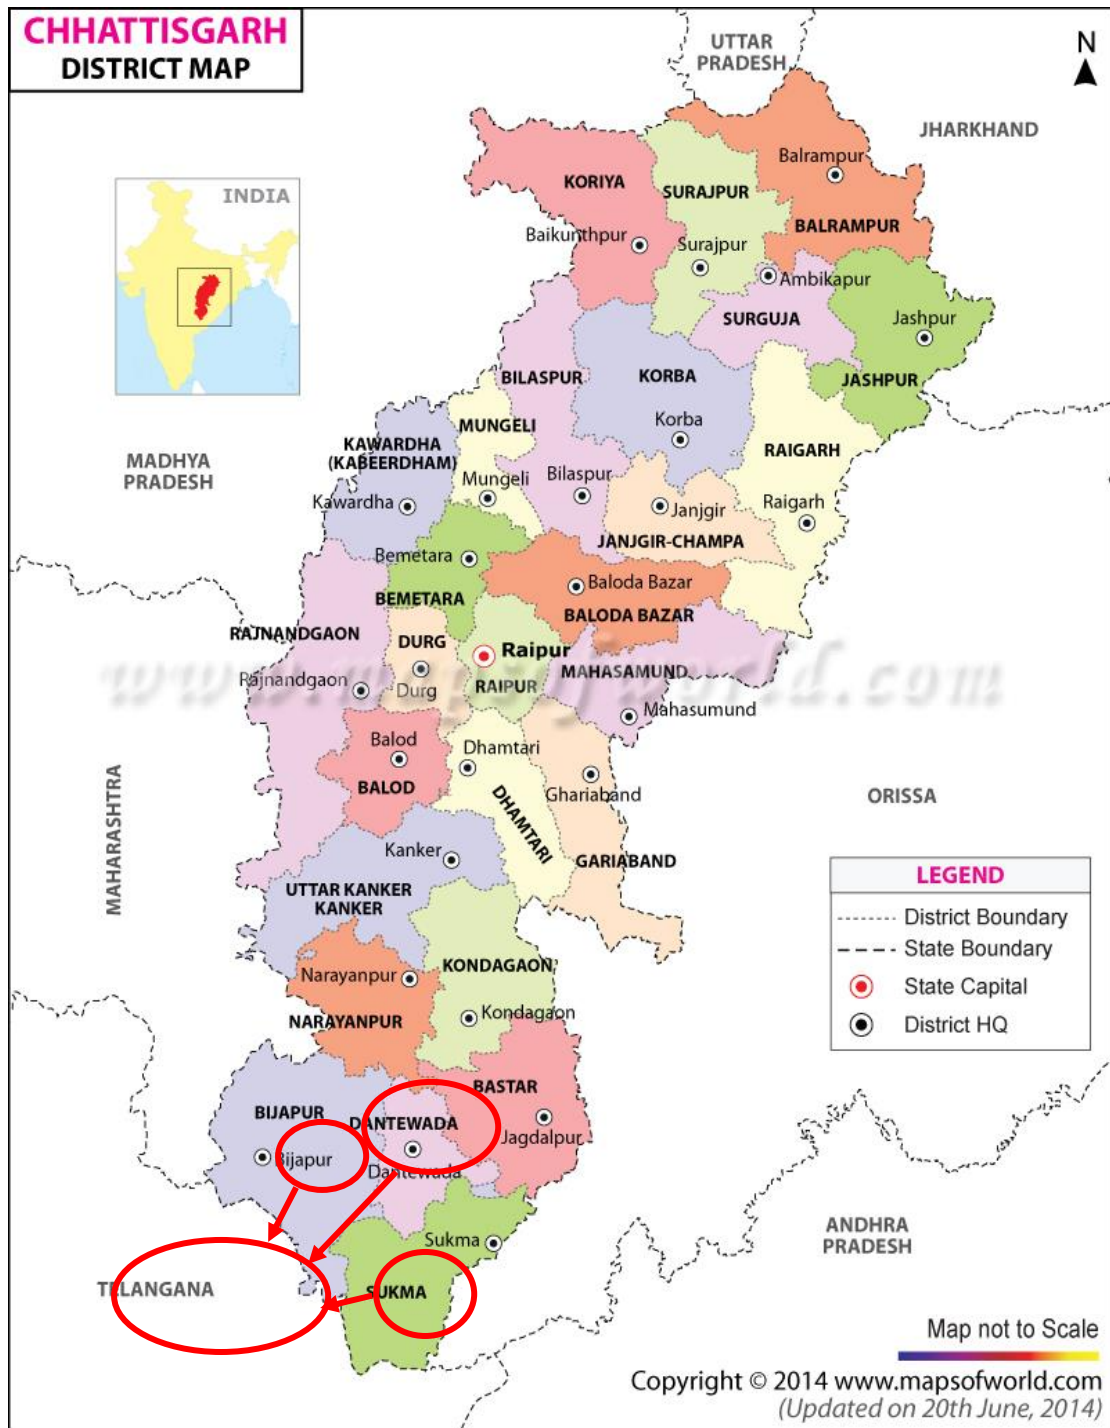 CHHATTISGARH
DISTRICT MAP
N
UTTAR
PRADESH
JHARKHAND
INDIA
Balrampur
KORIYA
SURAJPUR
BALRAMPUR
Baikunthpur
Surajpur
Ambikapur
SURGUJA
Jashpur
BILASPUR
KORBA
JASHPUR
MUNGELI
Korba
KAWARDHA
(KABEERDHAM)
RAIGARH
MADHYA
PRADESH
Mungeli
Bilaspur
Kawardha
Janjgir
Raigarh
JANJGIR-CHAMPA
Bemetara
Baloda Bazar
BEMETARA
BALODA BAZAR
RAJNANDGAON
DURG
Raipur
MAHASAMUND
www.mapsofworld.com
Rajnandgaon
Durg
RAIPUR
Mahasumund
Balod
Dhamtari
BALOD
Ghariaband
MAHARASHTRA
ORISSA
DHAMTARI
Kanker
GARIABAND
UTTAR KANKER
KANKER
LEGEND
District Boundary
State Boundary
State Capital
District HQ
Narayanpur
KONDAGAON
NARAYANPUR
Kondagaon
BASTAR
BIJAPUR
DANTEWADA
Jagdalpur
Bijapur
Dantewada
Sukma
ANDHRA
PRADESH
TELANGANA
SUKMA
Map not to Scale
Copyright © 2014 www.mapsofworld.com
(Updated on 20th June, 2014)